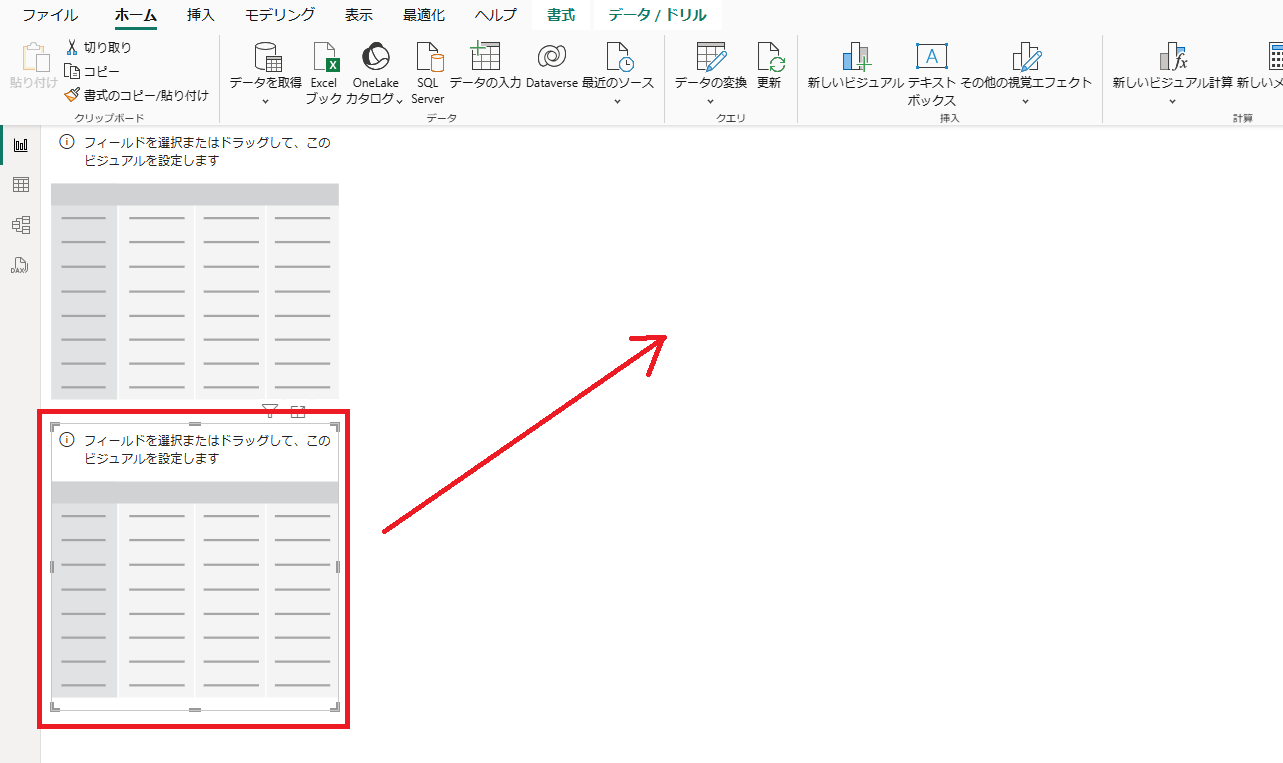 ファイル ホーム 挿入 モデリング 表示 最適化 ヘルプ 書式 データ / ドリル
貼り付け
切り取り
コピー
書式のコピー/貼り付け
クリップボード
データを取得
Excel
ブック
OneLake
カタログ
SQL
Server
データの入力
Dataverse
最近のソース
データ
データの変換
更新
クエリ
新しいビジュアル
テキスト
ボックス
その他の視覚エフェクト
挿入
新しいビジュアル計算
新しいメ
計算
DAX
フィールドを選択またはドラッグして、この
ビジュアルを設定します
フィールドを選択またはドラッグして、この
ビジュアルを設定します